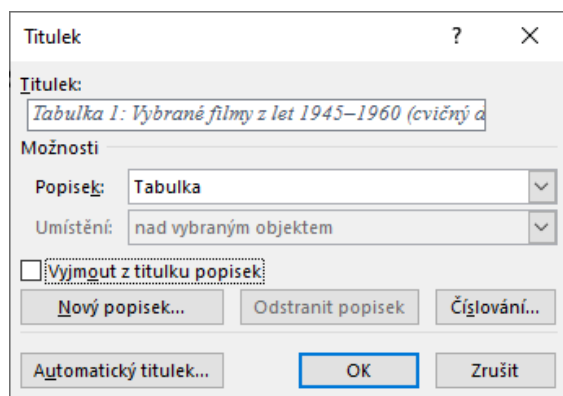 Titulek ?
Titulek:
Tabulka 1: Vybrané filmy z let 1945–1960 (cvičný a
Možnosti
Popisek: Tabulka
Umístění: nad vybraným objektem
Vyjmout z titulku popisek
Nový popisek... Odstranit popisek Číslování...
Automatický titulek... OK Zrušit